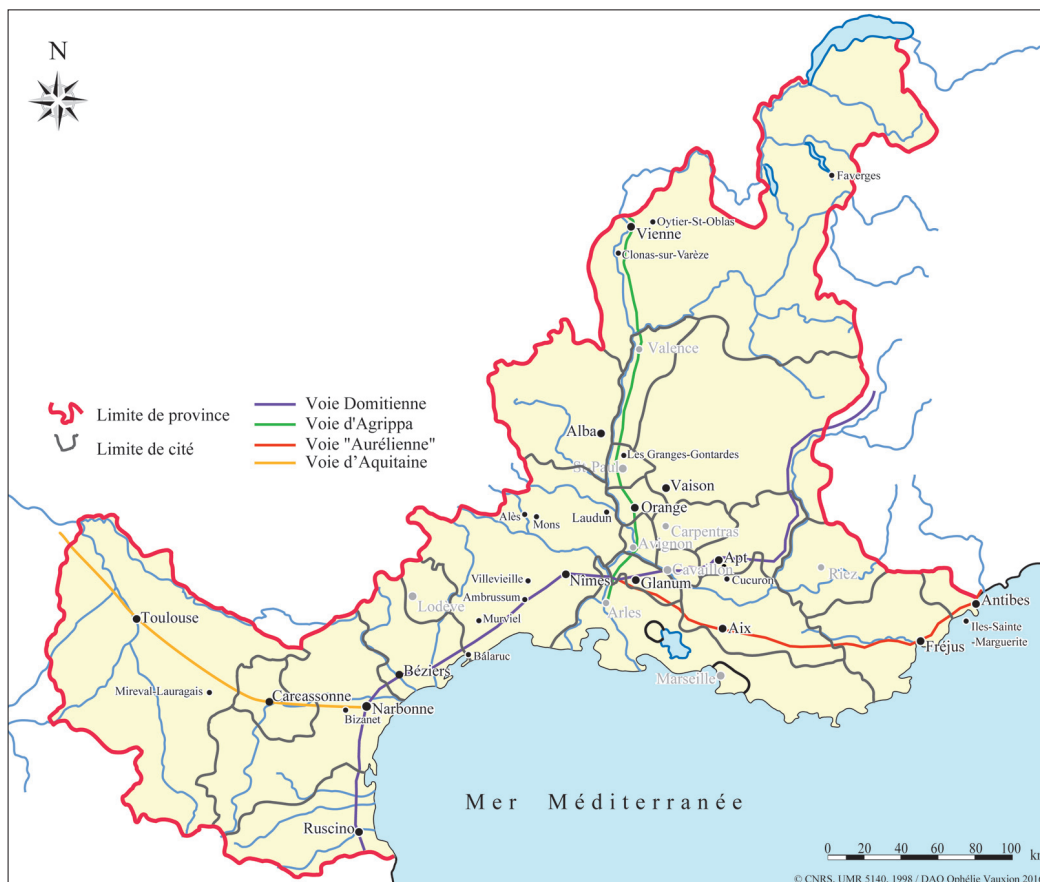 N
Faverges
Oytier-St-Oblas
Vienne
Clonas-sur-Varèze
Valence
Limite de province
Limite de cité
Voie Domitienne
Voie d'Agrippa
Voie "Aurélienne"
Voie d'Aquitaine
Alba
Les Granges-Gontardes
St-Paul
Vaison
Orange
Alès
Mons
Laudun
Carpentras
Avignon
Apt
Cavaillon
Cucuron
Riez
Villevieille
Nîmes
Glanum
Lodève
Ambrussum
Arles
Antibes
Murviel
Toulouse
Aix
Iles-Sainte
-Marguerite
Fréjus
Bâlaruc
Béziers
Marseille
Mireval-Lauragais
Carcassonne
Narbonne
Bizanet
Mer Méditerranée
Ruscino
0 20 40 60 80 100 km
© CNRS, UMR 5140, 1998 / DAO Ophélie Vauxion 2016